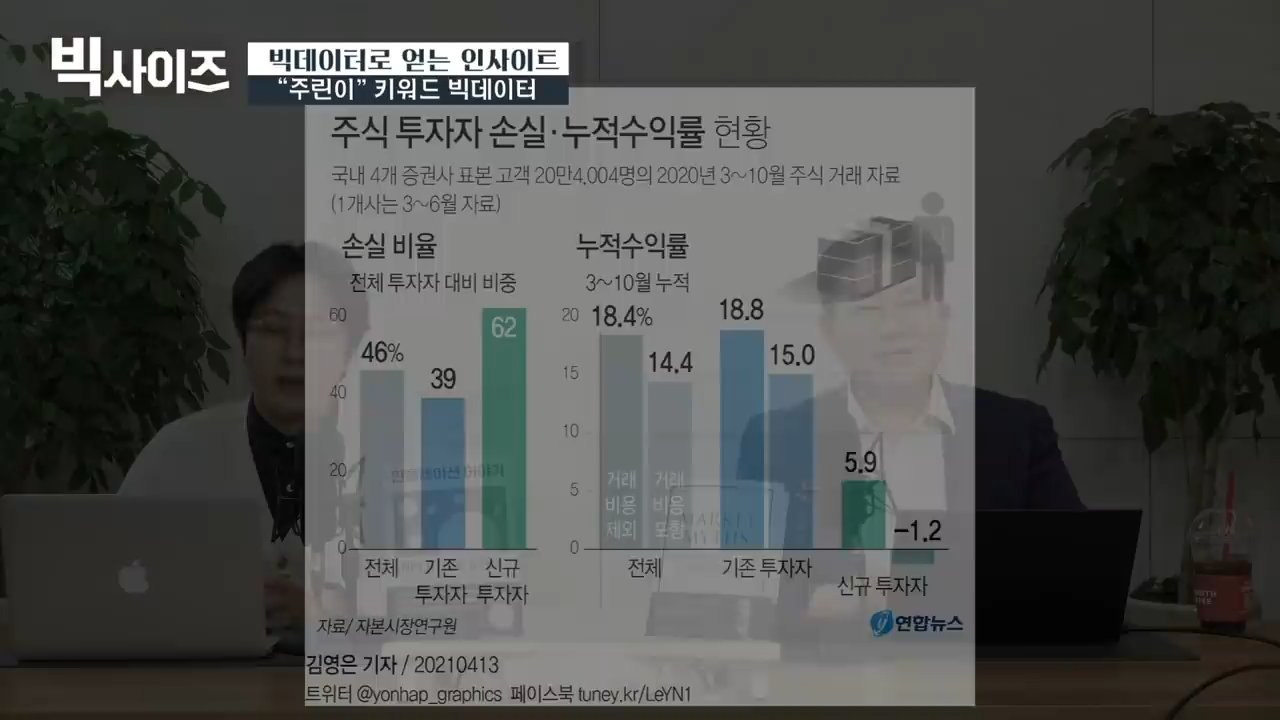 빅사이즈
빅데이터로 얻는 인사이트
“주린이” 키워드 빅데이터
주식 투자자 손실·누적수익률 현황
국내 4개 증권사 표본 고객 20만4,004명의 2020년 3~10월 주식 거래 자료
(1개사는 3~6월 자료)
손실 비율
전체 투자자 대비 비중
60
40
20
0
46%
39
62
전체
기존
투자자
신규
투자자
누적수익률
3~10월 누적
20
15
10
5
0
18.4%
14.4
18.8
15.0
5.9
-1.2
거래
비용
제외
거래
비용
포함
전체
기존 투자자
신규 투자자
자료/ 자본시장연구원
연합뉴스
김영은 기자 / 20210413
트위터 @yonhap_graphics 페이스북 tuney.kr/LeYN1